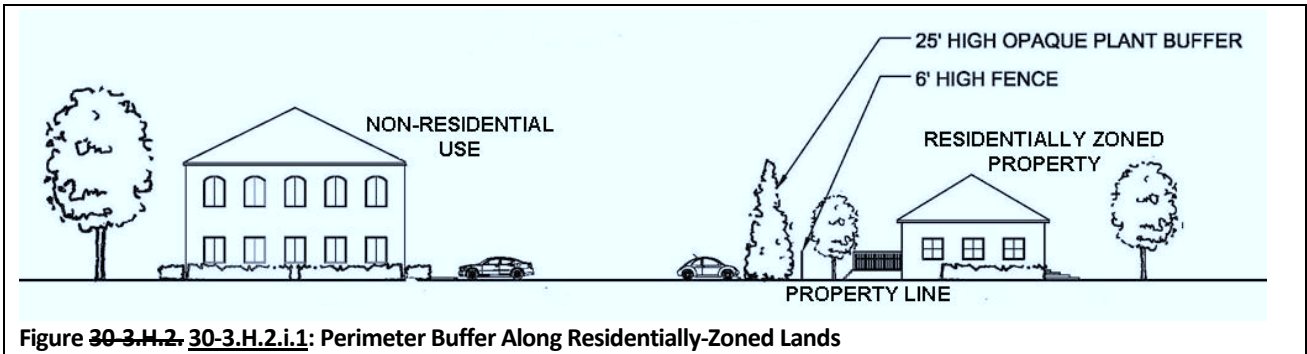 25' HIGH OPAQUE PLANT BUFFER
6' HIGH FENCE
NON-RESIDENTIAL
USE
RESIDENTIALLY ZONED
PROPERTY
PROPERTY LINE
Figure 30-3.H.2. 30-3.H.2.i.1: Perimeter Buffer Along Residentially-Zoned Lands